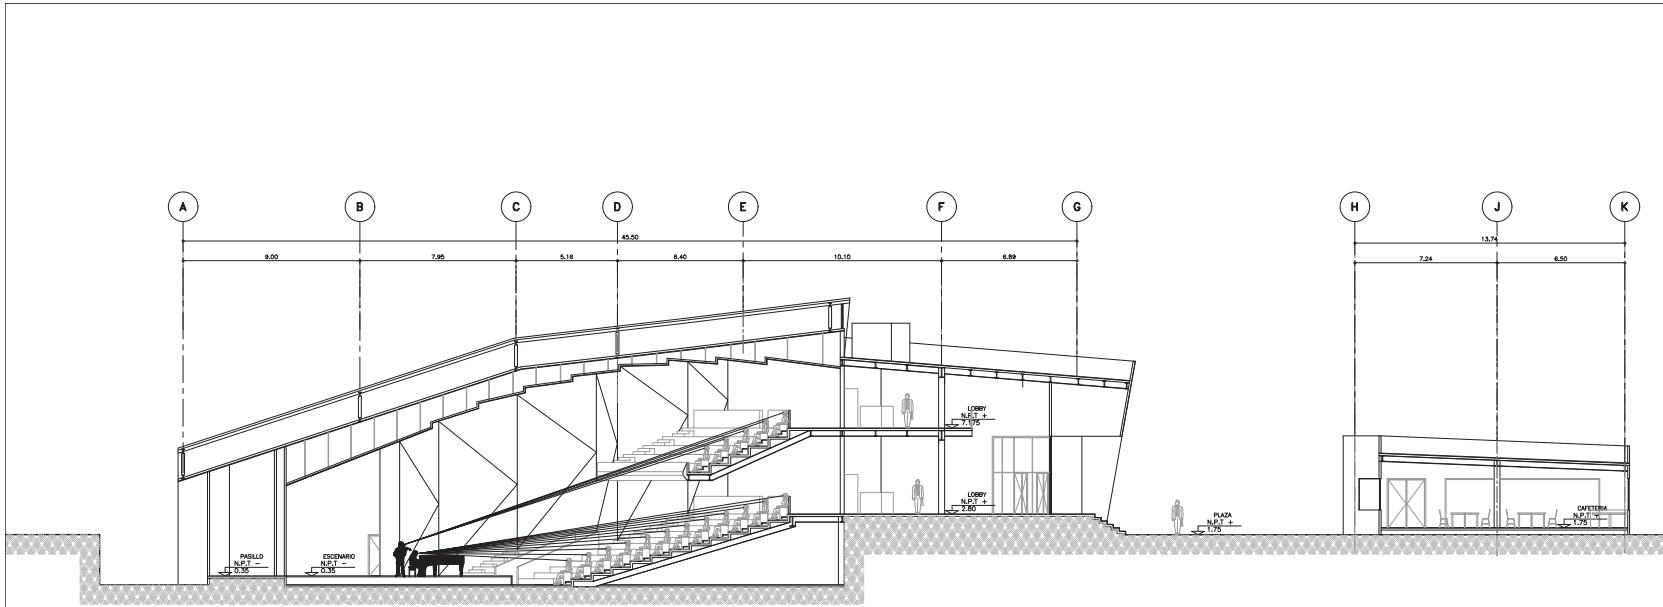 A
B
C
D
E
F
G
H
J
K
45.50
13.74
9.00
7.95
5.16
6.40
10.10
6.89
7.24
6.50
LOBBY
N.P.T +
7.175
LOBBY
N.P.T +
2.80
PLAZA
N.P.T +
1.75
CAFETERIA
N.P.T +
1.75
PASILLO
N.P.T -
0.35
ESCENARIO
N.P.T -
0.35